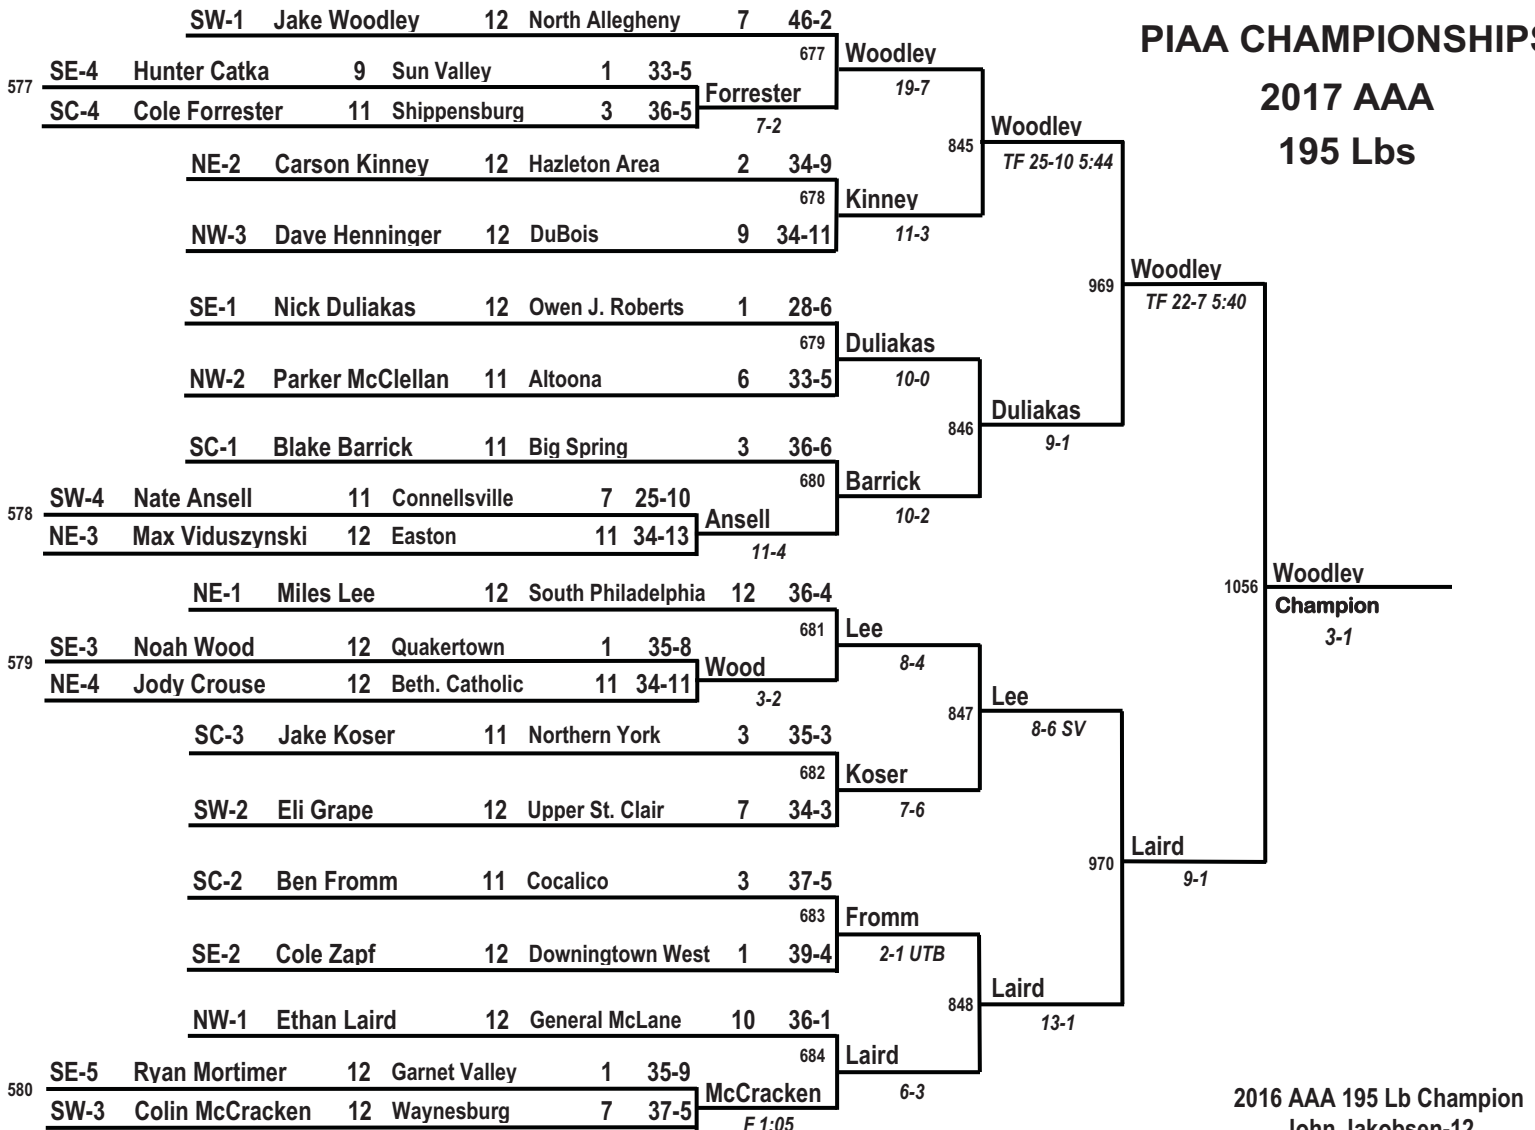 SW-1 Jake Woodley 12 North Allegheny 7 46-2
PIAA CHAMPIONSHIPS
677 Woodley
577 SE-4 Hunter Catka 9 Sun Valley 1 33-5
19-7
2017 AAA
Forrester
SC-4 Cole Forrester 11 Shippensburg 3 36-5
7-2
Woodley
845
TF 25-10 5:44
195 Lbs
NE-2 Carson Kinney 12 Hazleton Area 2 34-9
678 Kinney
NW-3 Dave Henninger 12 DuBois 9 34-11
11-3
Woodley
969
TF 22-7 5:40
SE-1 Nick Duliakas 12 Owen J. Roberts 1 28-6
679 Duliakas
NW-2 Parker McClellan 11 Altoona 6 33-5
10-0
Duliakas
846
9-1
SC-1 Blake Barrick 11 Big Spring 3 36-6
680 Barrick
578 SW-4 Nate Ansell 11 Connellsville 7 25-10
10-2
Ansell
NE-3 Max Viduszynski 12 Easton 11 34-13
11-4
Woodley
1056
Champion
3-1
NE-1 Miles Lee 12 South Philadelphia 12 36-4
681 Lee
579 SE-3 Noah Wood 12 Quakertown 1 35-8
8-4
Wood
NE-4 Jody Crouse 12 Beth. Catholic 11 34-11
3-2
Lee
847
8-6 SV
SC-3 Jake Koser 11 Northern York 3 35-3
682 Koser
SW-2 Eli Grape 12 Upper St. Clair 7 34-3
7-6
Laird
970
9-1
SC-2 Ben Fromm 11 Cocalico 3 37-5
683 Fromm
SE-2 Cole Zapf 12 Downingtown West 1 39-4
2-1 UTB
Laird
848
13-1
NW-1 Ethan Laird 12 General McLane 10 36-1
684 Laird
580 SE-5 Ryan Mortimer 12 Garnet Valley 1 35-9
6-3
McCracken
SW-3 Colin McCracken 12 Waynesburg 7 37-5
F 1:05
2016 AAA 195 Lb Champion
John Jakobsen-12